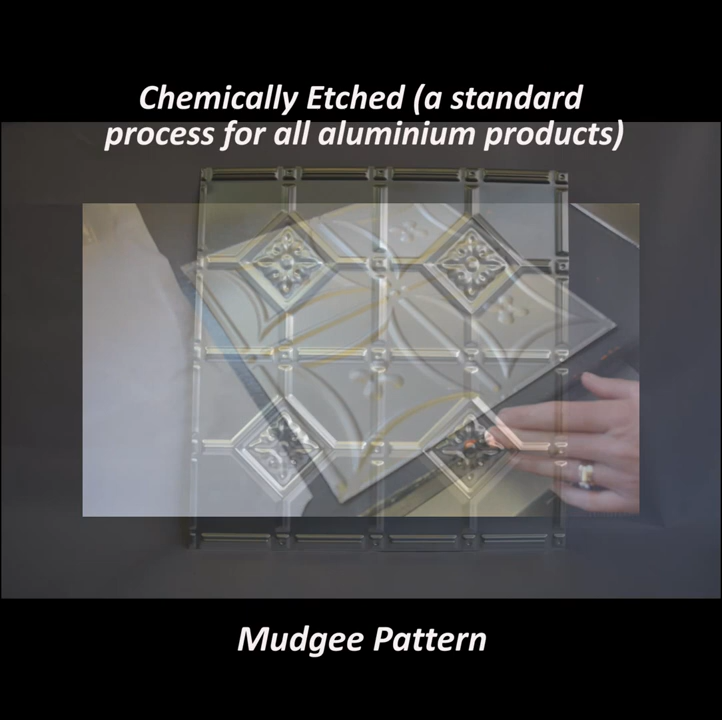 Chemically Etched (a standard
process for all aluminium products)
Mudgee Pattern